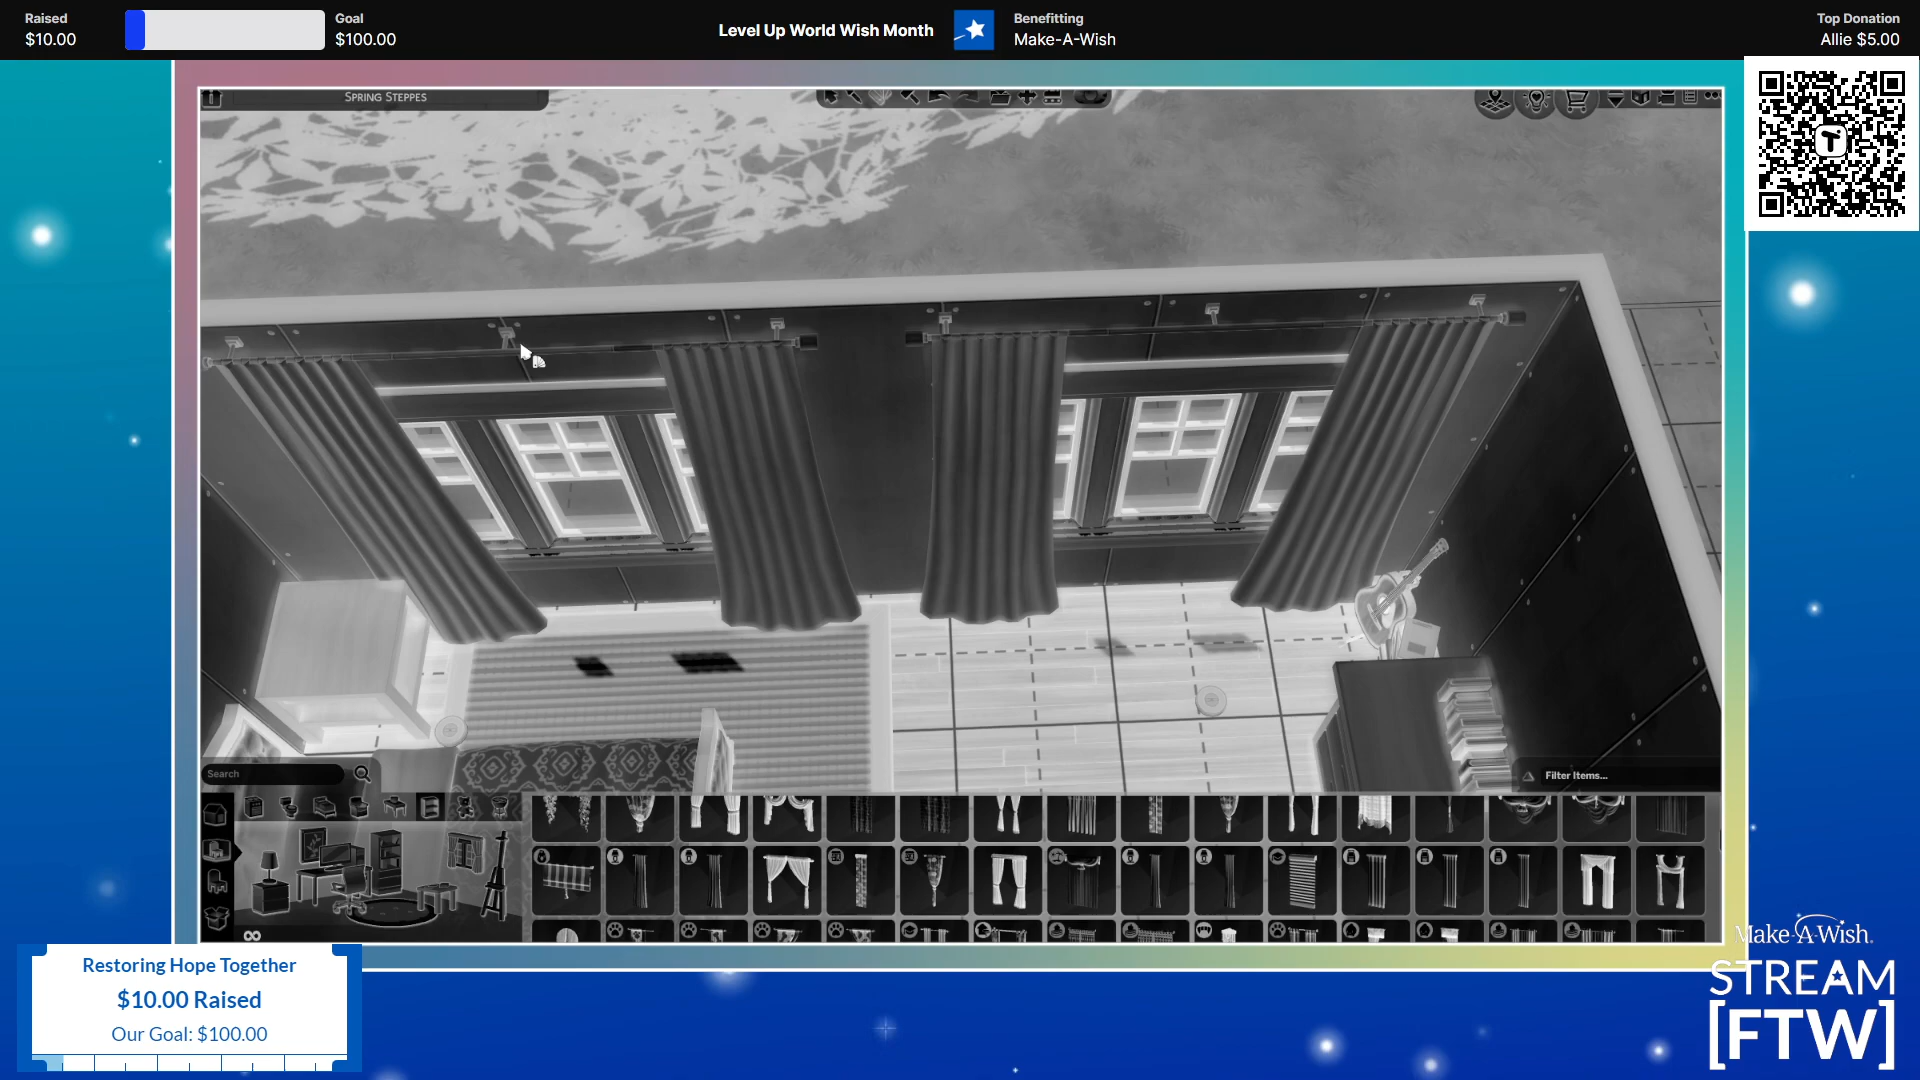 Raised
$10.00
Goal
$100.00
Level Up World Wish Month
Benefitting
Make-A-Wish
Top Donation
Allie $5.00
Spring Steppes
Search
Filter Items...
Restoring Hope Together
$10.00 Raised
Our Goal: $100.00
Make-A-Wish.
STREAM
[FTW]